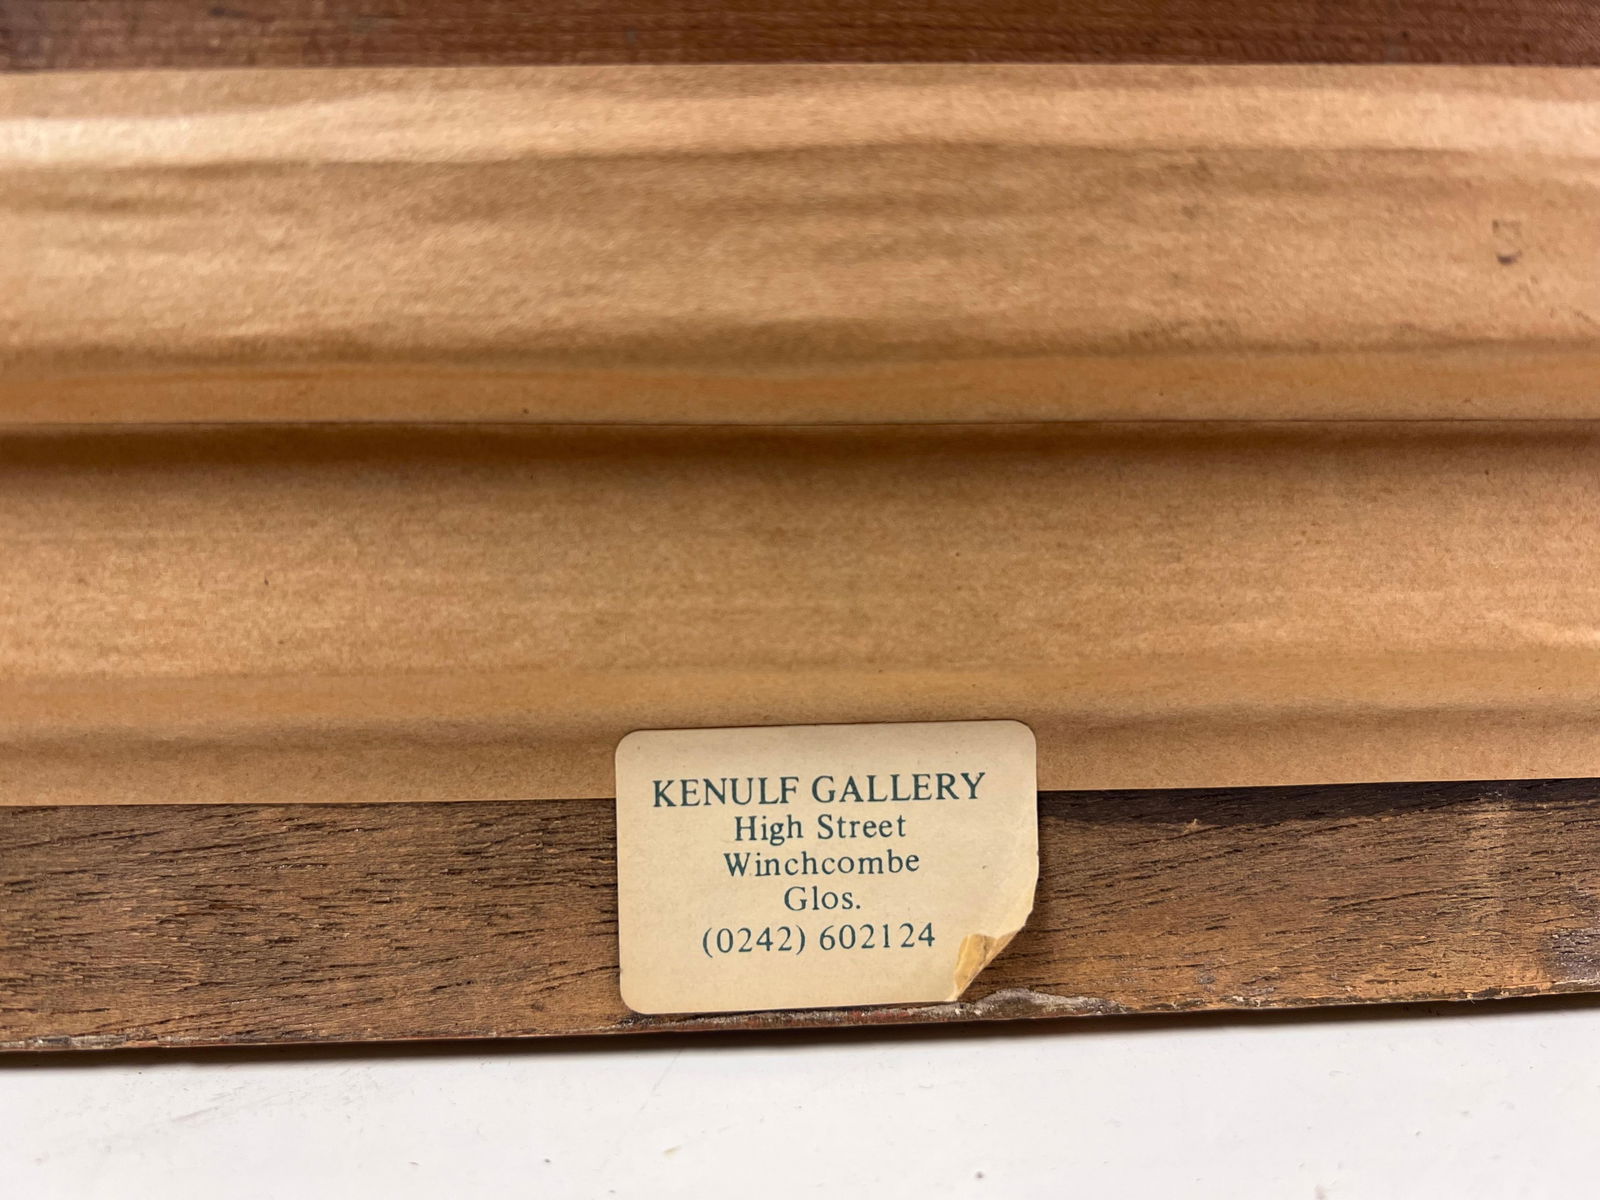 KENULF GALLERY
High Street
Winchcombe
Glos.
(0242) 602124